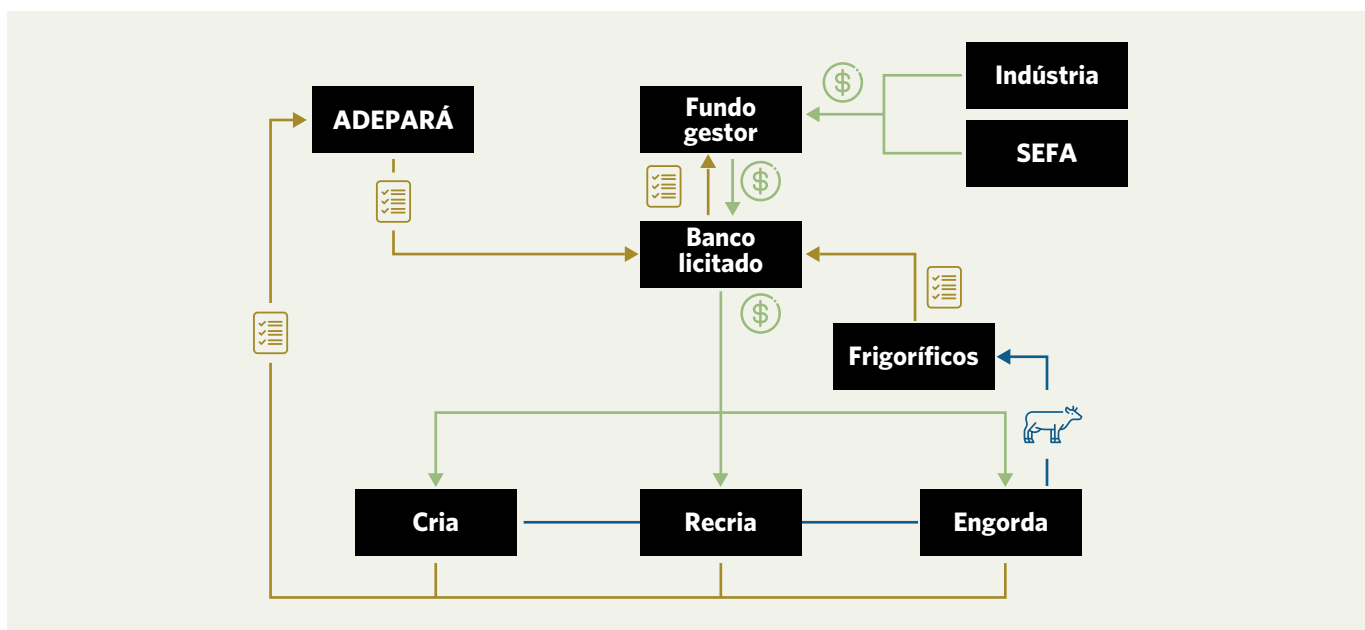 Indústria
ADEPARÁ
Fundo
gestor
SEFA
Banco
licitado
Frigoríficos
Cria
Recria
Engorda